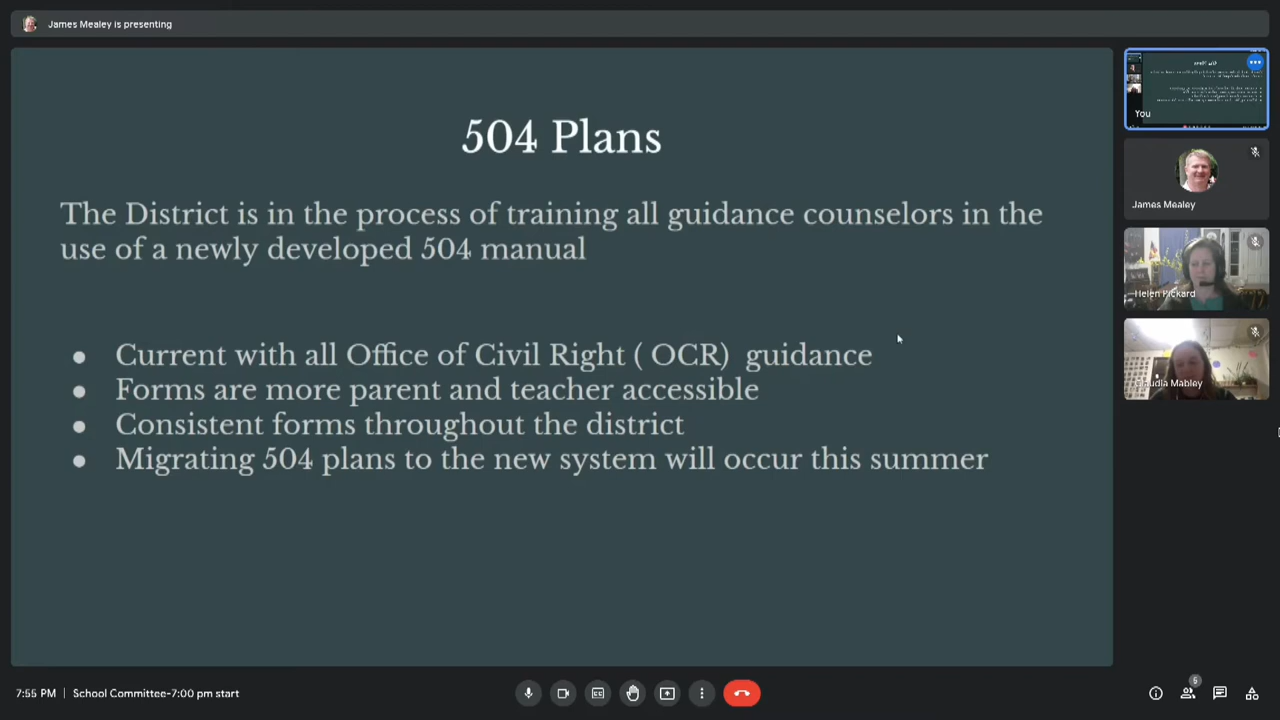 James Mealey is presenting
504 Plans
The District is in the process of training all guidance counselors in the
use of a newly developed 504 manual
● Current with all Office of Civil Right ( OCR)  guidance
● Forms are more parent and teacher accessible
● Consistent forms throughout the district
● Migrating 504 plans to the new system will occur this summer
You
James Mealey
Helen Pickard
Claudia Mabley
7:55 PM | School Committee-7:00 pm start
5